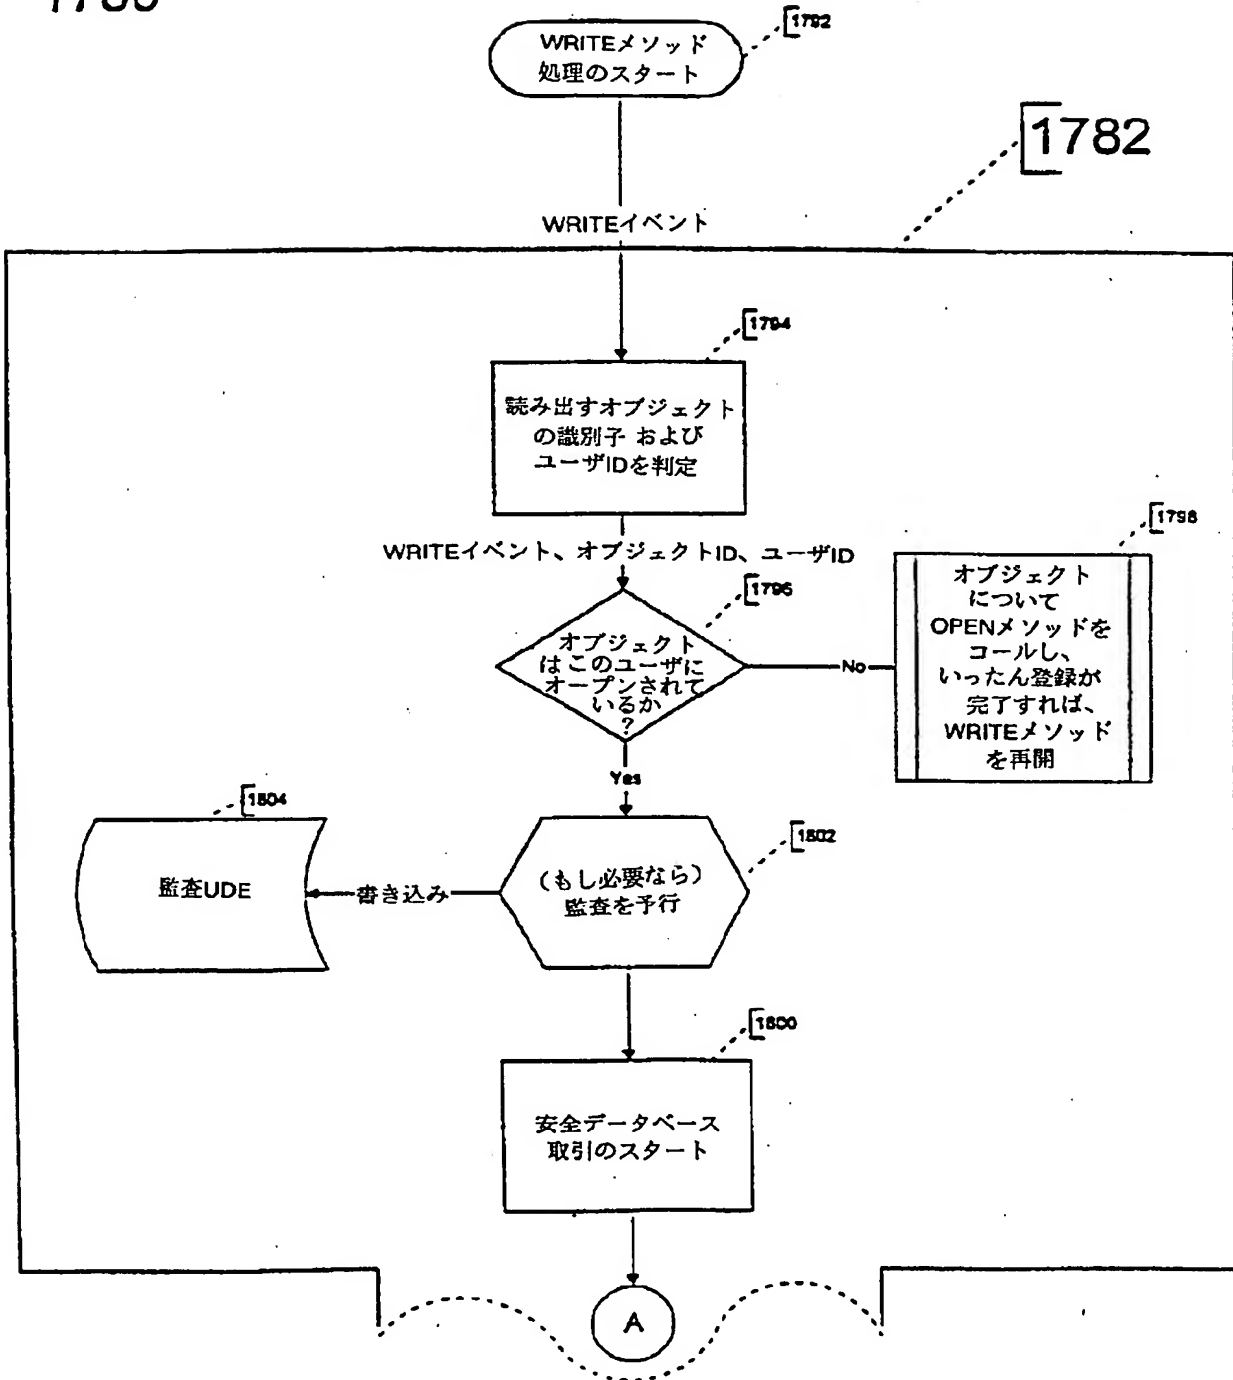 WRITEメソッド
処理のスタート
1792
1782
WRITEイベント
1794
読み出すオブジェクト
の識別子 および
ユーザIDを判定
WRITEイベント、オブジェクトID、ユーザID
1796
オブジェクト
はこのユーザに
オープンされて
いるか
?
No
1798
オブジェクト
について
OPENメソッドを
コールし、
いったん登録が
完了すれば、
WRITEメソッド
を再開
Yes
1804
監査UDE
書き込み
1802
(もし必要なら)
監査を予行
1800
安全データベース
取引のスタート
A